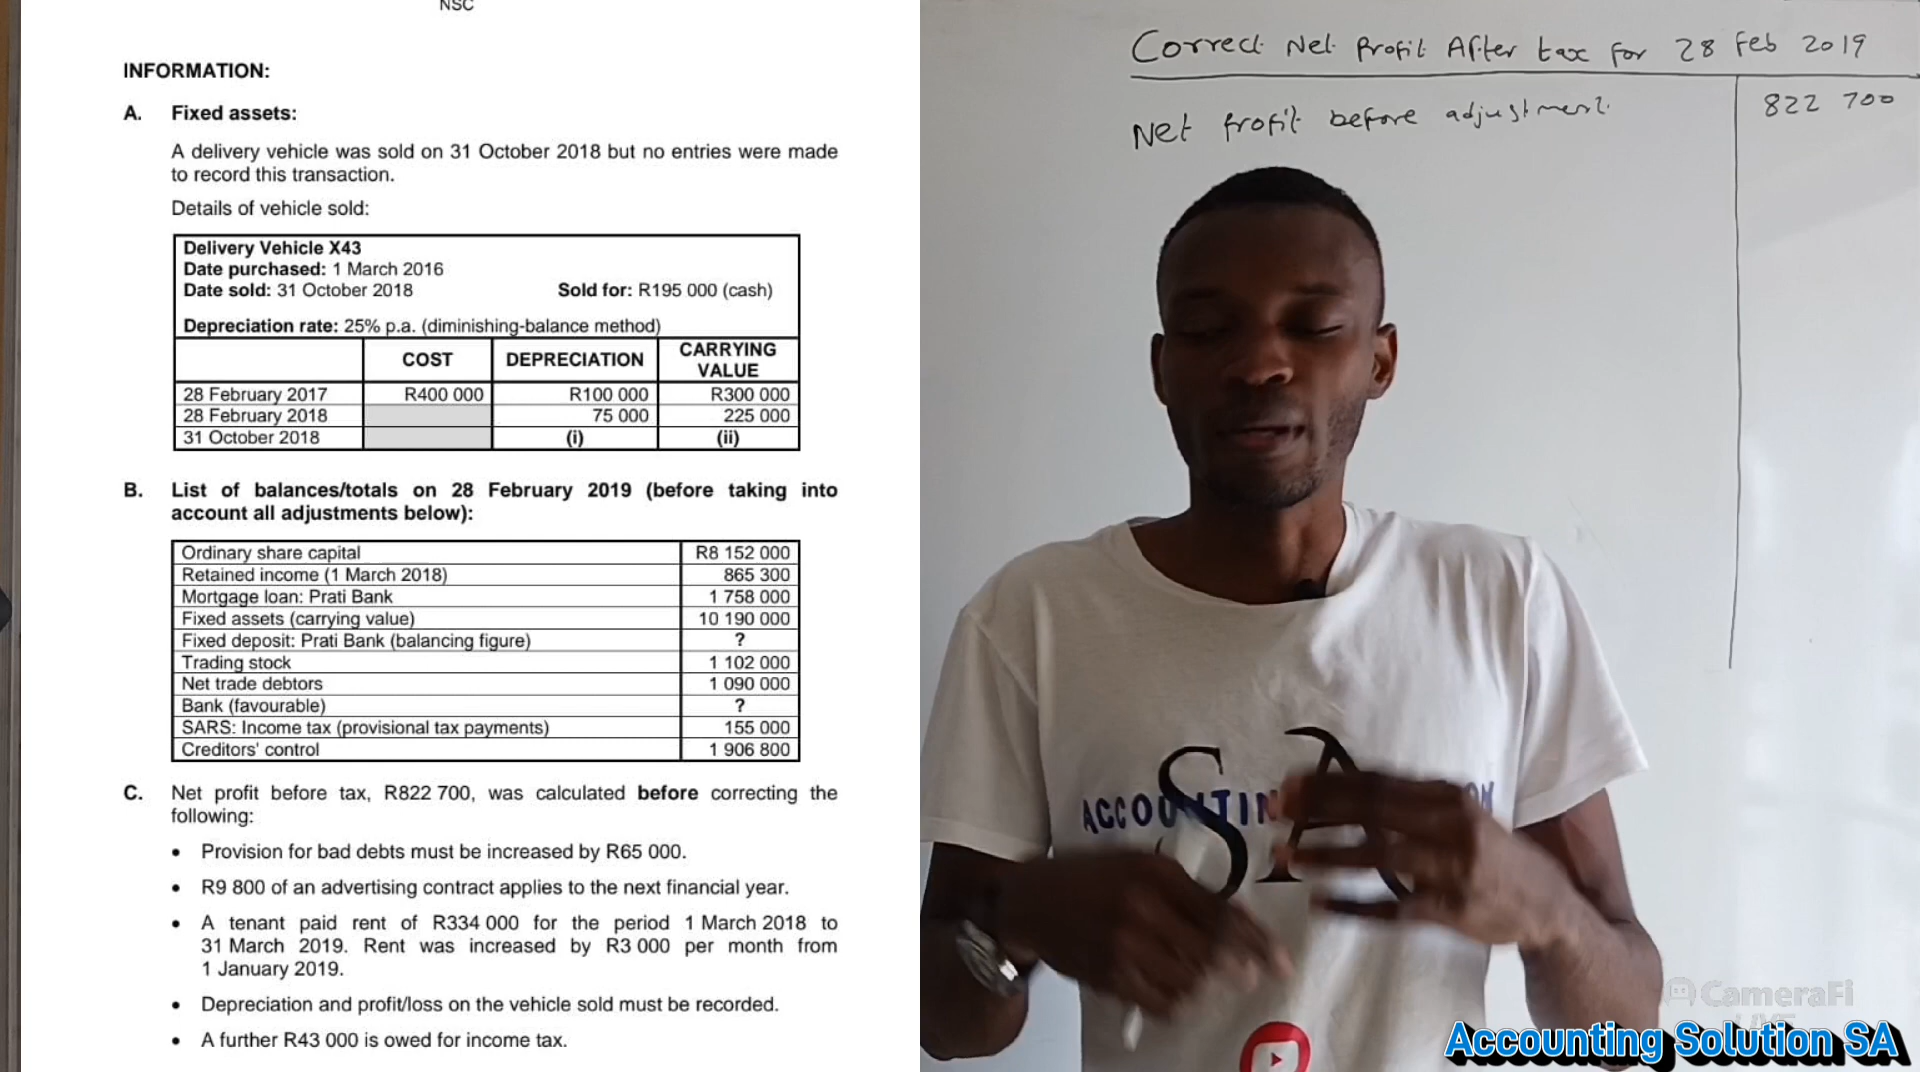 NSC
INFORMATION:
A. Fixed assets:
A delivery vehicle was sold on 31 October 2018 but no entries were made
to record this transaction.
Details of vehicle sold:
Delivery Vehicle X43
Date purchased: 1 March 2016
Date sold: 31 October 2018 Sold for: R195 000 (cash)
Depreciation rate: 25% p.a. (diminishing-balance method)
COST DEPRECIATION CARRYING VALUE
28 February 2017 R400 000 R100 000 R300 000
28 February 2018 75 000 225 000
31 October 2018 (i) (ii)
B. List of balances/totals on 28 February 2019 (before taking into
account all adjustments below):
Ordinary share capital R8 152 000
Retained income (1 March 2018) 865 300
Mortgage loan: Prati Bank 1 758 000
Fixed assets (carrying value) 10 190 000
Fixed deposit: Prati Bank (balancing figure) ?
Trading stock 1 102 000
Net trade debtors 1 090 000
Bank (favourable) ?
SARS: Income tax (provisional tax payments) 155 000
Creditors' control 1 906 800
C. Net profit before tax, R822 700, was calculated before correcting the
following:
• Provision for bad debts must be increased by R65 000.
• R9 800 of an advertising contract applies to the next financial year.
• A tenant paid rent of R334 000 for the period 1 March 2018 to
31 March 2019. Rent was increased by R3 000 per month from
1 January 2019.
• Depreciation and profit/loss on the vehicle sold must be recorded.
• A further R43 000 is owed for income tax.
Correct Net Profit After tax for 28 Feb 2019
Net profit before adjustment 822 700
SA
CameraFi
LIVE
Accounting Solution SA